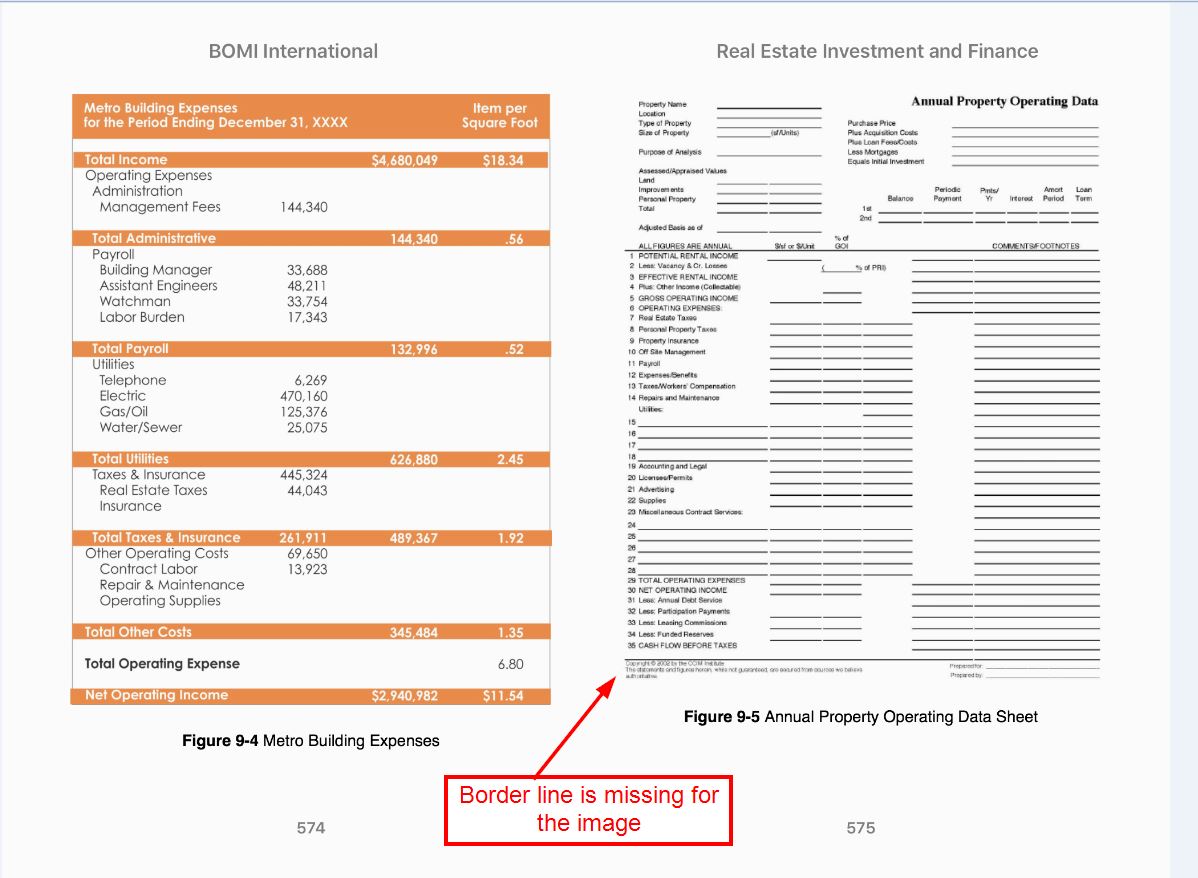 BOMI International
Metro Building Expenses Item per
for the Period Ending December 31, XXXX Square Foot
Total Income $4,680,049 $18.34
Operating Expenses
Administration
Management Fees 144,340
Total Administrative 144,340 .56
Payroll
Building Manager 33,688
Assistant Engineers 48,211
Watchman 33,754
Labor Burden 17,343
Total Payroll 132,996 .52
Utilities
Telephone 6,269
Electric 470,160
Gas/Oil 125,376
Water/Sewer 25,075
Total Utilities 626,880 2.45
Taxes & Insurance 445,324
Real Estate Taxes 44,043
Insurance
Total Taxes & Insurance 261,911 489,367 1.92
Other Operating Costs 69,650
Contract Labor 13,923
Repair & Maintenance
Operating Supplies
Total Other Costs 345,484 1.35
Total Operating Expense 6.80
Net Operating Income $2,940,982 $11.54
Figure 9-4 Metro Building Expenses
574
Real Estate Investment and Finance
Annual Property Operating Data
Property Name
Location
Type of Property
Size of Property (sf/Units)
Purpose of Analysis
Purchase Price
Plus Acquisition Costs
Plus Loan Fees/Costs
Less Mortgages
Equals Initial Investment
Assessed/Appraised Values
Land
Improvements
Personal Property
Total
Adjusted Basis as of
Balance Periodic Payment Pmts/Yr Interest Amort Period Loan Term
1st
2nd
ALL FIGURES ARE ANNUAL $/sf or $/Unit % of GOI COMMENTS/FOOTNOTES
1 POTENTIAL RENTAL INCOME
2 Less: Vacancy & Cr. Losses ( % of PRI)
3 EFFECTIVE RENTAL INCOME
4 Plus: Other Income (Collectable)
5 GROSS OPERATING INCOME
6 OPERATING EXPENSES:
7 Real Estate Taxes
8 Personal Property Taxes
9 Property Insurance
10 Off Site Management
11 Payroll
12 Expenses/Benefits
13 Taxes/Workers' Compensation
14 Repairs and Maintenance
Utilities:
15
16
17
18
19 Accounting and Legal
20 Licenses/Permits
21 Advertising
22 Supplies
23 Miscellaneous Contract Services:
24
25
26
27
28
29 TOTAL OPERATING EXPENSES
30 NET OPERATING INCOME
31 Less: Annual Debt Service
32 Less: Participation Payments
33 Less: Leasing Commissions
34 Less: Funded Reserves
35 CASH FLOW BEFORE TAXES
Copyright © 2002 by the CCIM Institute
The statements and figures herein, while not guaranteed, are secured from sources we believe
authoritative.
Prepared for:
Prepared by:
Figure 9-5 Annual Property Operating Data Sheet
Border line is missing for
the image
575